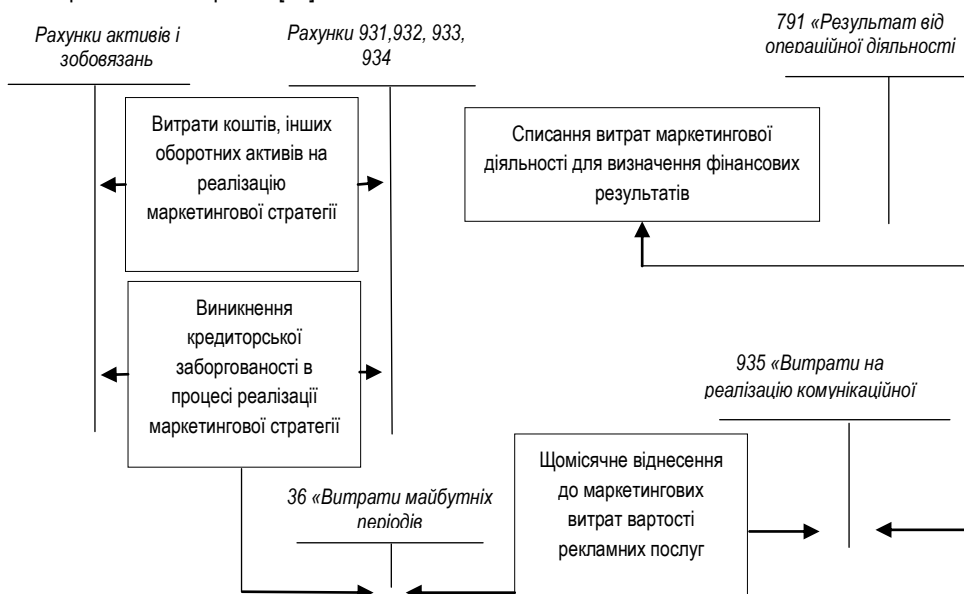 Рахунки активів і
зобовязань
Рахунки 931,932, 933,
934
791 «Результат від
операційної діяльності
Витрати коштів, інших
оборотних активів на
реалізацію
маркетингової стратегії
Списання витрат маркетингової
діяльності для визначення фінансових
результатів
Виникнення
кредиторської
заборгованості в
процесі реалізації
маркетингової стратегії
935 «Витрати на
реалізацію комунікаційної
36 «Витрати майбутніх
періодів
Щомісячне віднесення
до маркетингових
витрат вартості
рекламних послуг